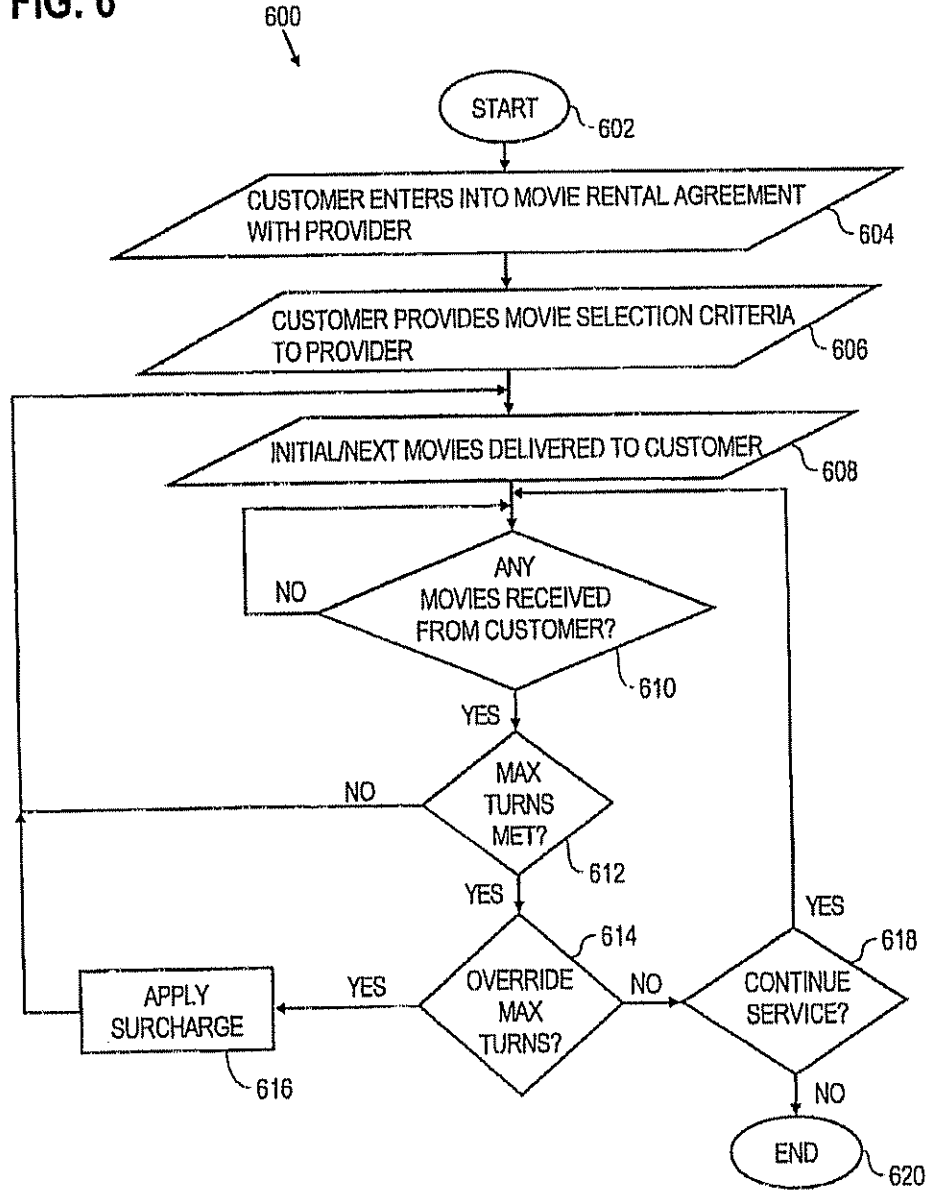 FIG. 6
600
START
602
CUSTOMER ENTERS INTO MOVIE RENTAL AGREEMENT
WITH PROVIDER
604
CUSTOMER PROVIDES MOVIE SELECTION CRITERIA
TO PROVIDER
606
INITIAL/NEXT MOVIES DELIVERED TO CUSTOMER
608
ANY
MOVIES RECEIVED
FROM CUSTOMER?
NO
610
YES
MAX
TURNS
MET?
NO
612
YES
614
OVERRIDE
MAX
TURNS?
YES
NO
APPLY
SURCHARGE
616
YES
618
CONTINUE
SERVICE?
NO
END
620